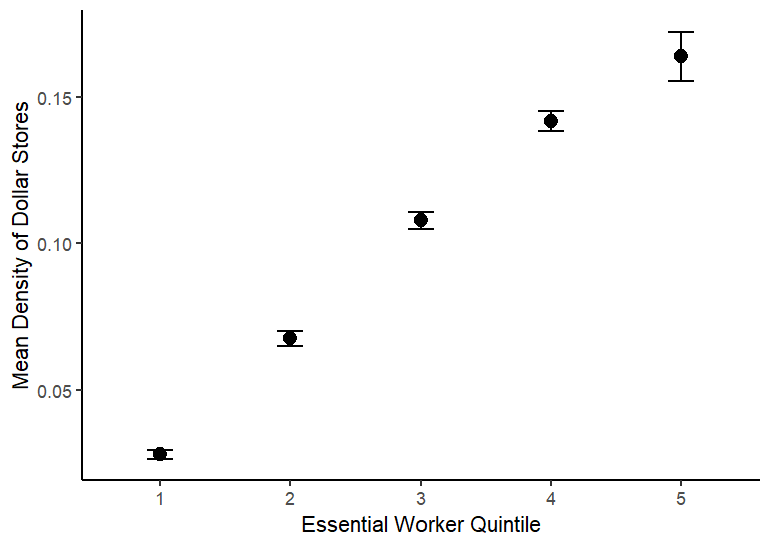 Mean Density of Dollar Stores
0.15
0.10
0.05
1 2 3 4 5
Essential Worker Quintile